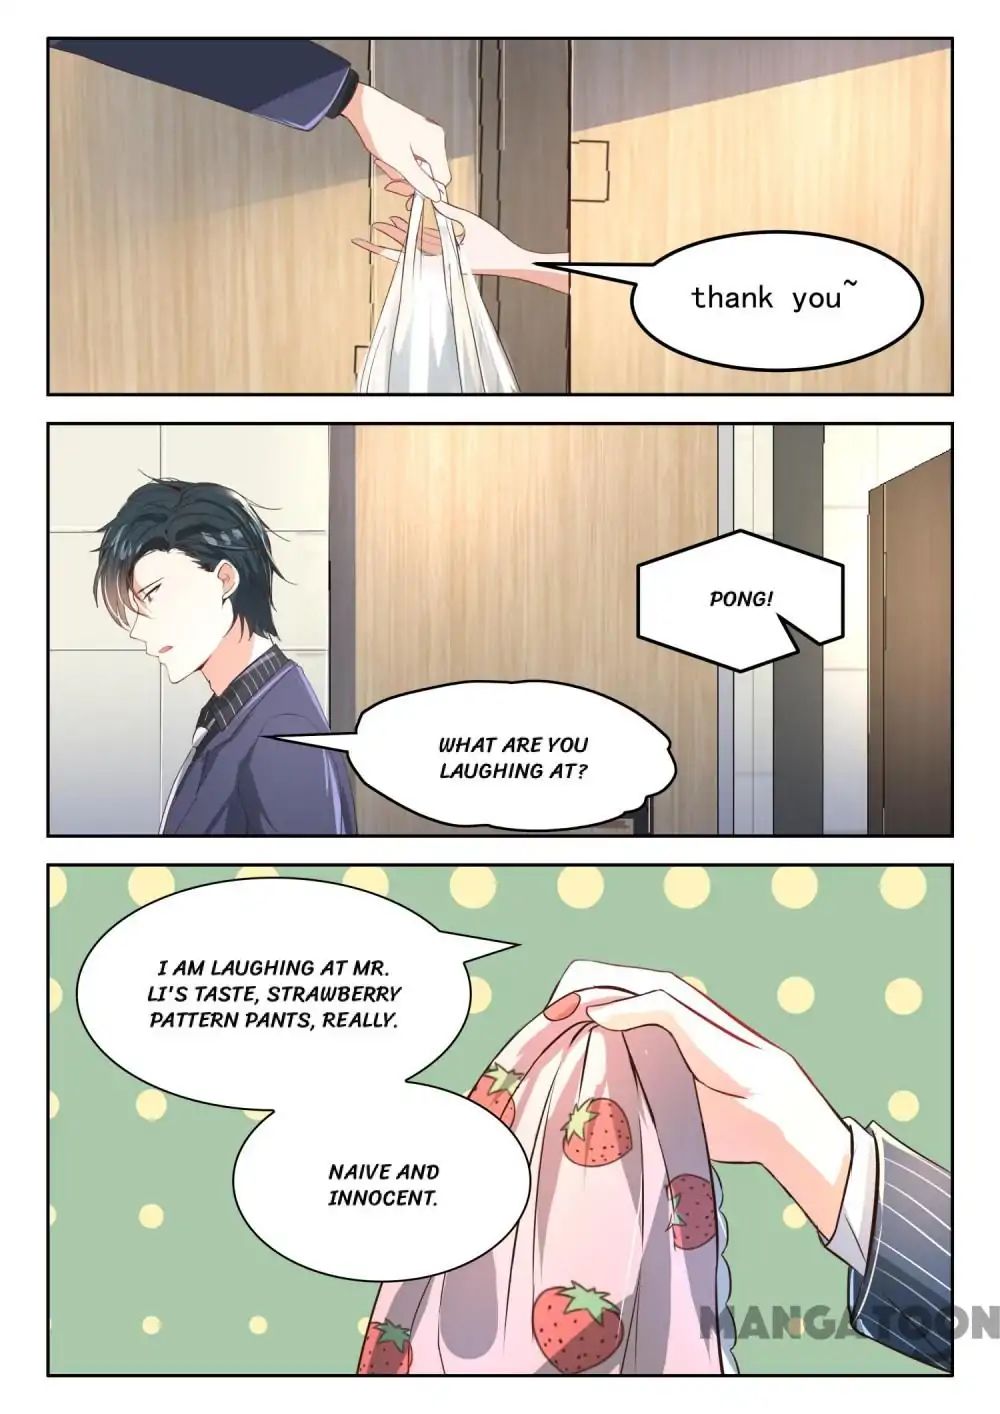 thank you~
PONG!
WHAT ARE YOU
LAUGHING AT?
I AM LAUGHING AT MR.
LI'S TASTE, STRAWBERRY
PATTERN PANTS, REALLY.
NAIVE AND
INNOCENT.
MANGATOON